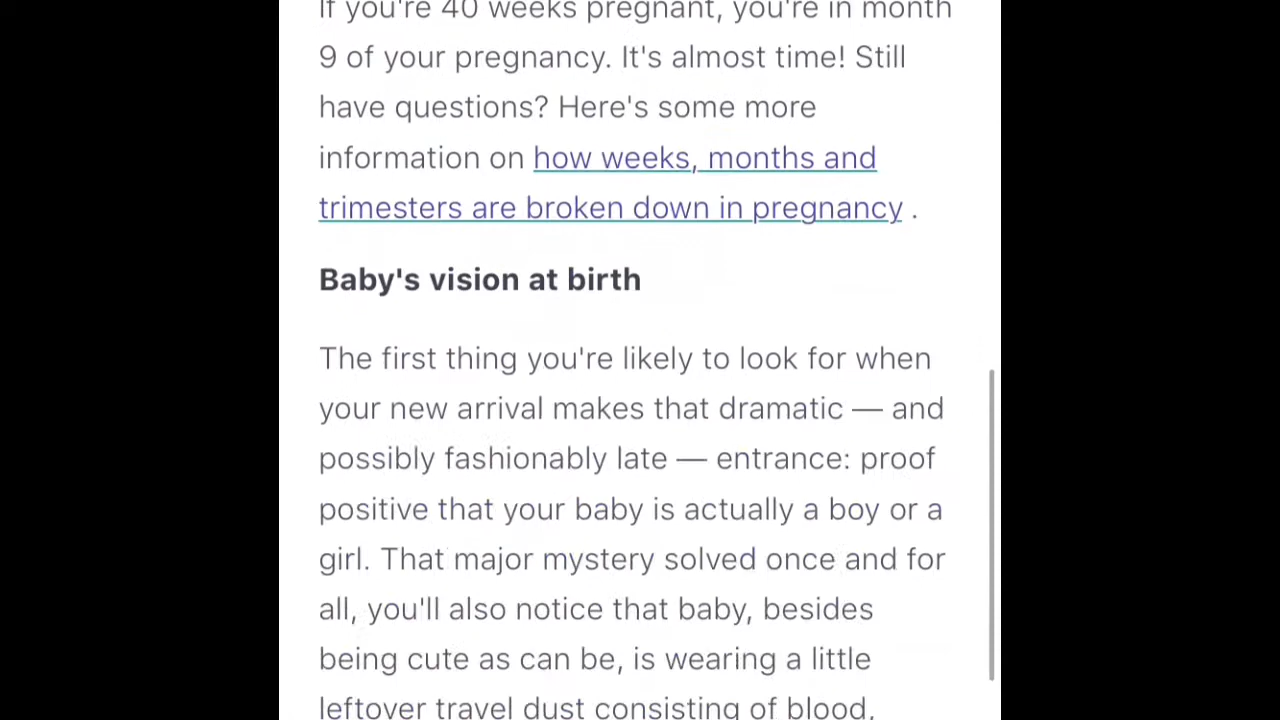 If you're 40 weeks pregnant, you're in month
9 of your pregnancy. It's almost time! Still
have questions? Here's some more
information on how weeks, months and
trimesters are broken down in pregnancy .
Baby's vision at birth
The first thing you're likely to look for when
your new arrival makes that dramatic — and
possibly fashionably late — entrance: proof
positive that your baby is actually a boy or a
girl. That major mystery solved once and for
all, you'll also notice that baby, besides
being cute as can be, is wearing a little
leftover travel dust consisting of blood,